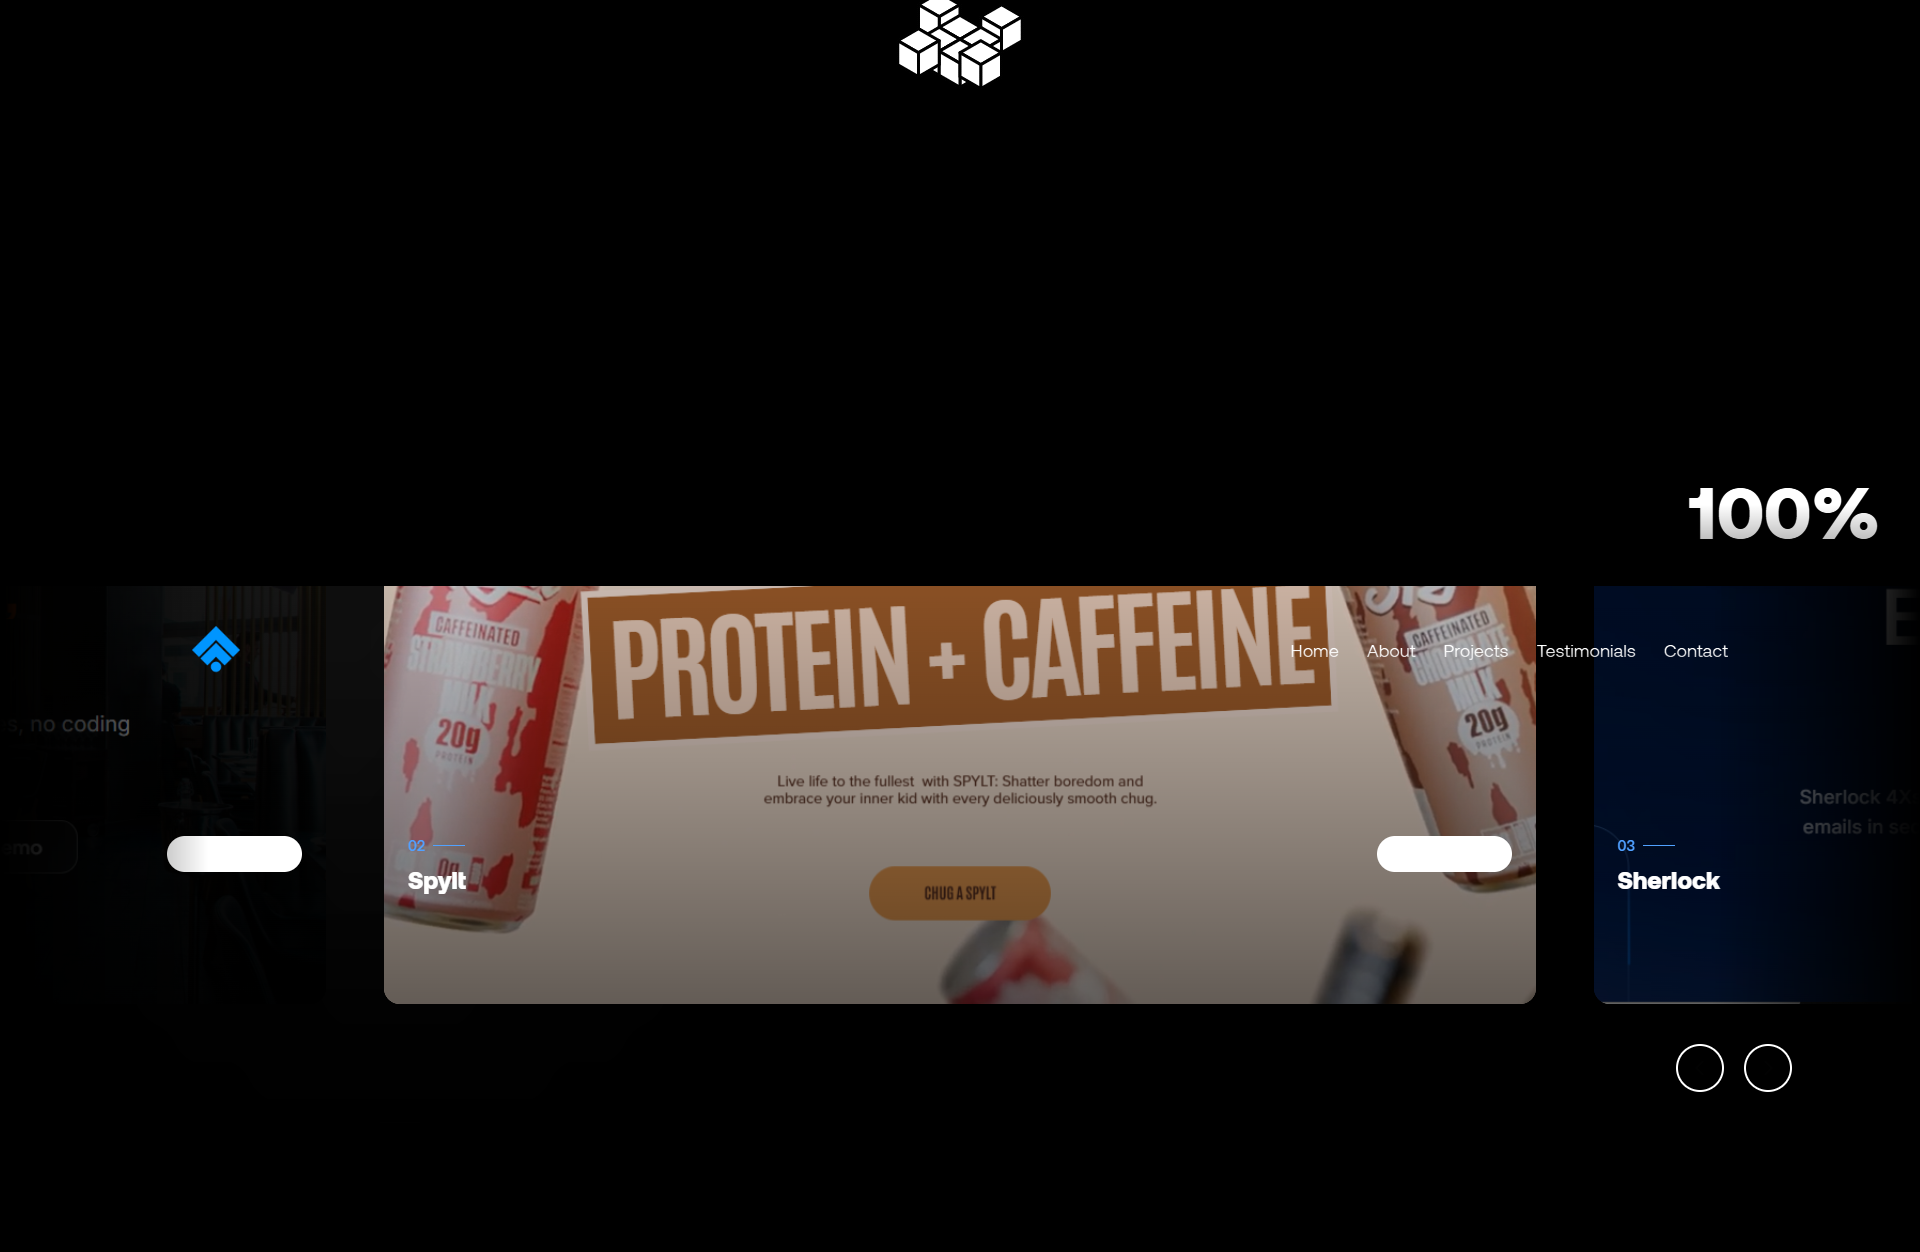 100%
PROTEIN + CAFFEINE
Home About Projects Testimonials Contact
CAFFEINATED
STRAWBERRY
MILK
20g
PROTEIN
CAFFEINATED
CHOCOLATE
MILK
20g
PROTEIN
s, no coding
Live life to the fullest with SPYLT: Shatter boredom and
embrace your inner kid with every deliciously smooth chug.
Sherlock 4X
emails in se
emo
02
Spylt
CHUG A SPYLT
03
Sherlock